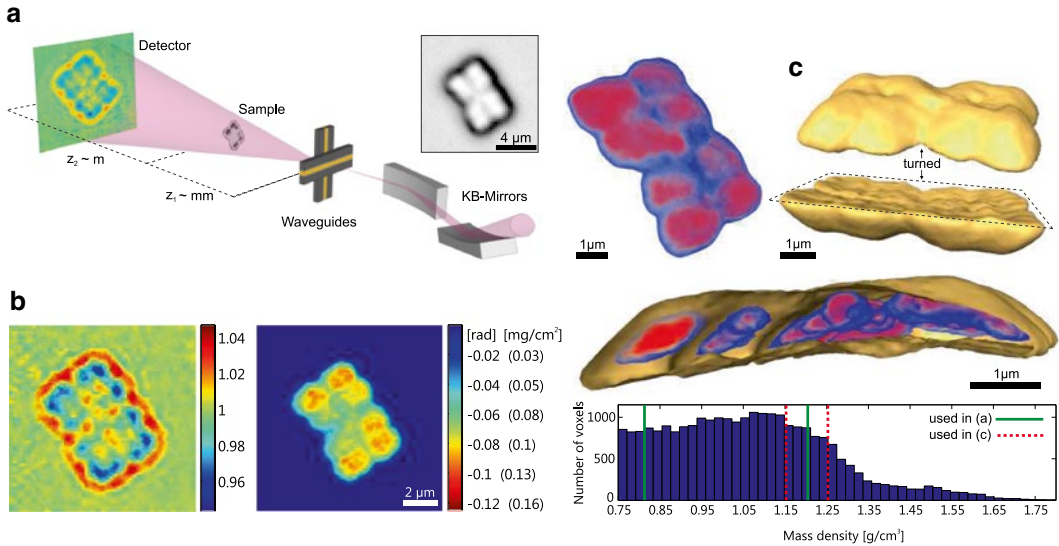 a
Detector
Sample
z₂ ~ m
z₁ ~ mm
Waveguides
KB-Mirrors
4 µm
1µm
c
turned
1µm
1µm
b
1.04
1.02
1
0.98
0.96
[rad] [mg/cm²]
-0.02 (0.03)
-0.04 (0.05)
-0.06 (0.08)
-0.08 (0.1)
-0.1 (0.13)
-0.12 (0.16)
2 µm
Number of voxels
1000
500
0
used in (a)
used in (c)
0.75 0.85 0.95 1.05 1.15 1.25 1.35 1.45 1.55 1.65 1.75
Mass density [g/cm³]